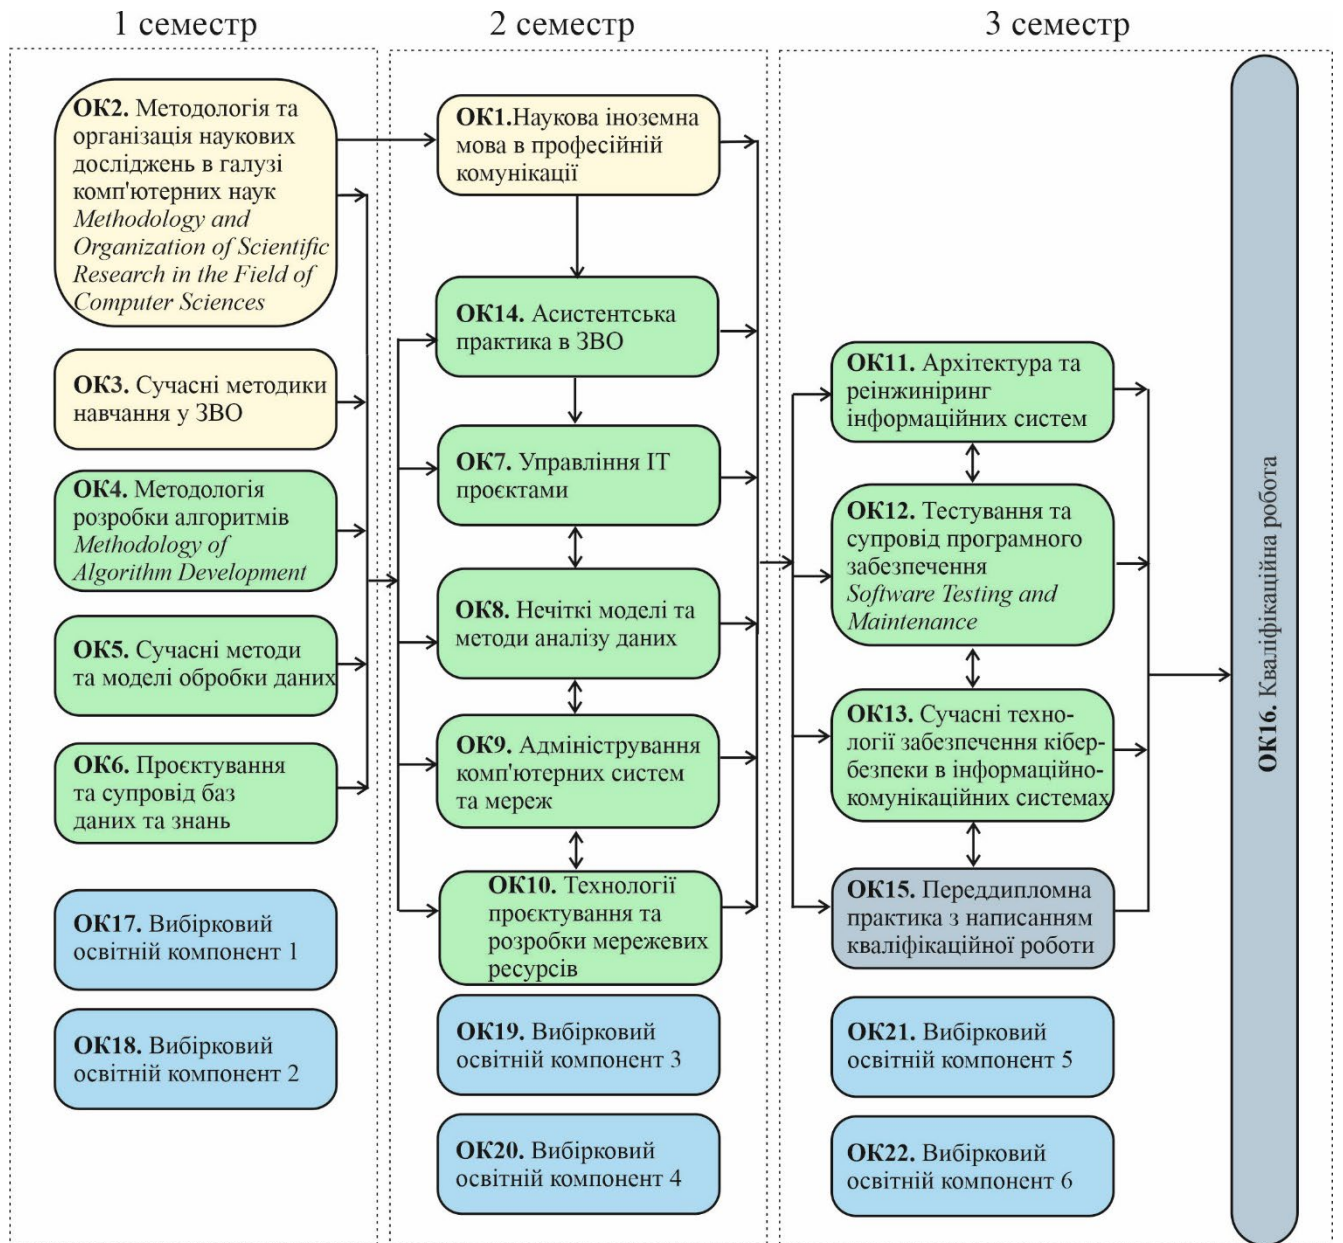 1 семестр
ОК2. Методологія та
організація наукових
досліджень в галузі
комп'ютерних наук
Methodology and
Organization of Scientific
Research in the Field of
Computer Sciences
ОК3. Сучасні методики
навчання у ЗВО
ОК4. Методологія
розробки алгоритмів
Methodology of
Algorithm Development
ОК5. Сучасні методи
та моделі обробки даних
ОК6. Проєктування
та супровід баз
даних та знань
ОК17. Вибірковий
освітній компонент 1
ОК18. Вибірковий
освітній компонент 2
2 семестр
ОК1.Наукова іноземна
мова в професійній
комунікації
ОК14. Асистентська
практика в ЗВО
ОК7. Управління ІТ
проєктами
ОК8. Нечіткі моделі та
методи аналізу даних
ОК9. Адміністрування
комп'ютерних систем
та мереж
ОК10. Технології
проєктування та
розробки мережевих
ресурсів
ОК19. Вибірковий
освітній компонент 3
ОК20. Вибірковий
освітній компонент 4
3 семестр
ОК11. Архітектура та
реінжиніринг
інформаційних систем
ОК12. Тестування та
супровід програмного
забезпечення
Software Testing and
Maintenance
ОК13. Сучасні техно-
логії забезпечення кібер-
безпеки в інформаційно-
комунікаційних системах
ОК15. Переддипломна
практика з написанням
кваліфікаційної роботи
ОК21. Вибірковий
освітній компонент 5
ОК22. Вибірковий
освітній компонент 6
ОК16. Кваліфікаційна робота